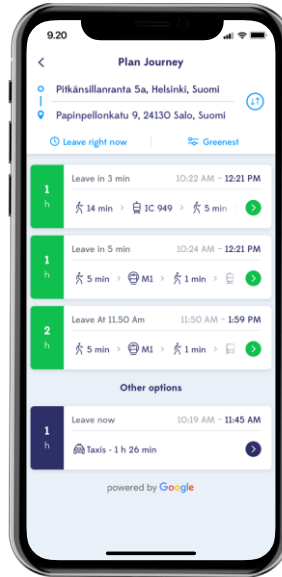 9.20
Plan Journey
Pitkänsillanranta 5a, Helsinki, Suomi
Papinpellonkatu 9, 24130 Salo, Suomi
Leave right now
Greenest
1 h
Leave in 3 min 10:22 AM - 12:21 PM
14 min > IC 949 > 5 min
1 h
Leave in 5 min 10:24 AM - 12:21 PM
5 min > M1 > 1 min >
2 h
Leave At 11.50 Am 11:50 AM - 1:59 PM
5 min > M1 > 1 min >
Other options
1 h
Leave now 10:19 AM - 11:45 AM
Taxis - 1 h 26 min
powered by Google